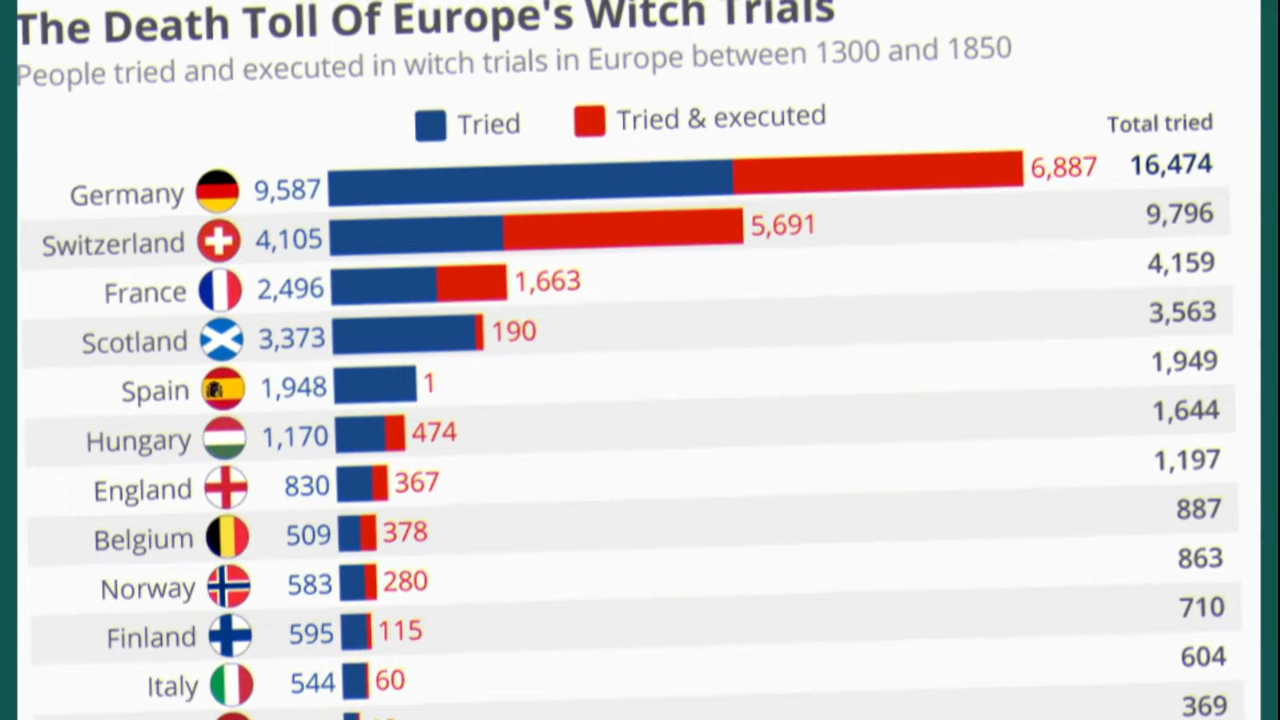 The Death Toll Of Europe's Witch Trials
People tried and executed in witch trials in Europe between 1300 and 1850
Tried Tried & executed Total tried
Germany 9,587 6,887 16,474
Switzerland 4,105 5,691 9,796
France 2,496 1,663 4,159
Scotland 3,373 190 3,563
Spain 1,948 1 1,949
Hungary 1,170 474 1,644
England 830 367 1,197
Belgium 509 378 887
Norway 583 280 863
Finland 595 115 710
Italy 544 60 604
369